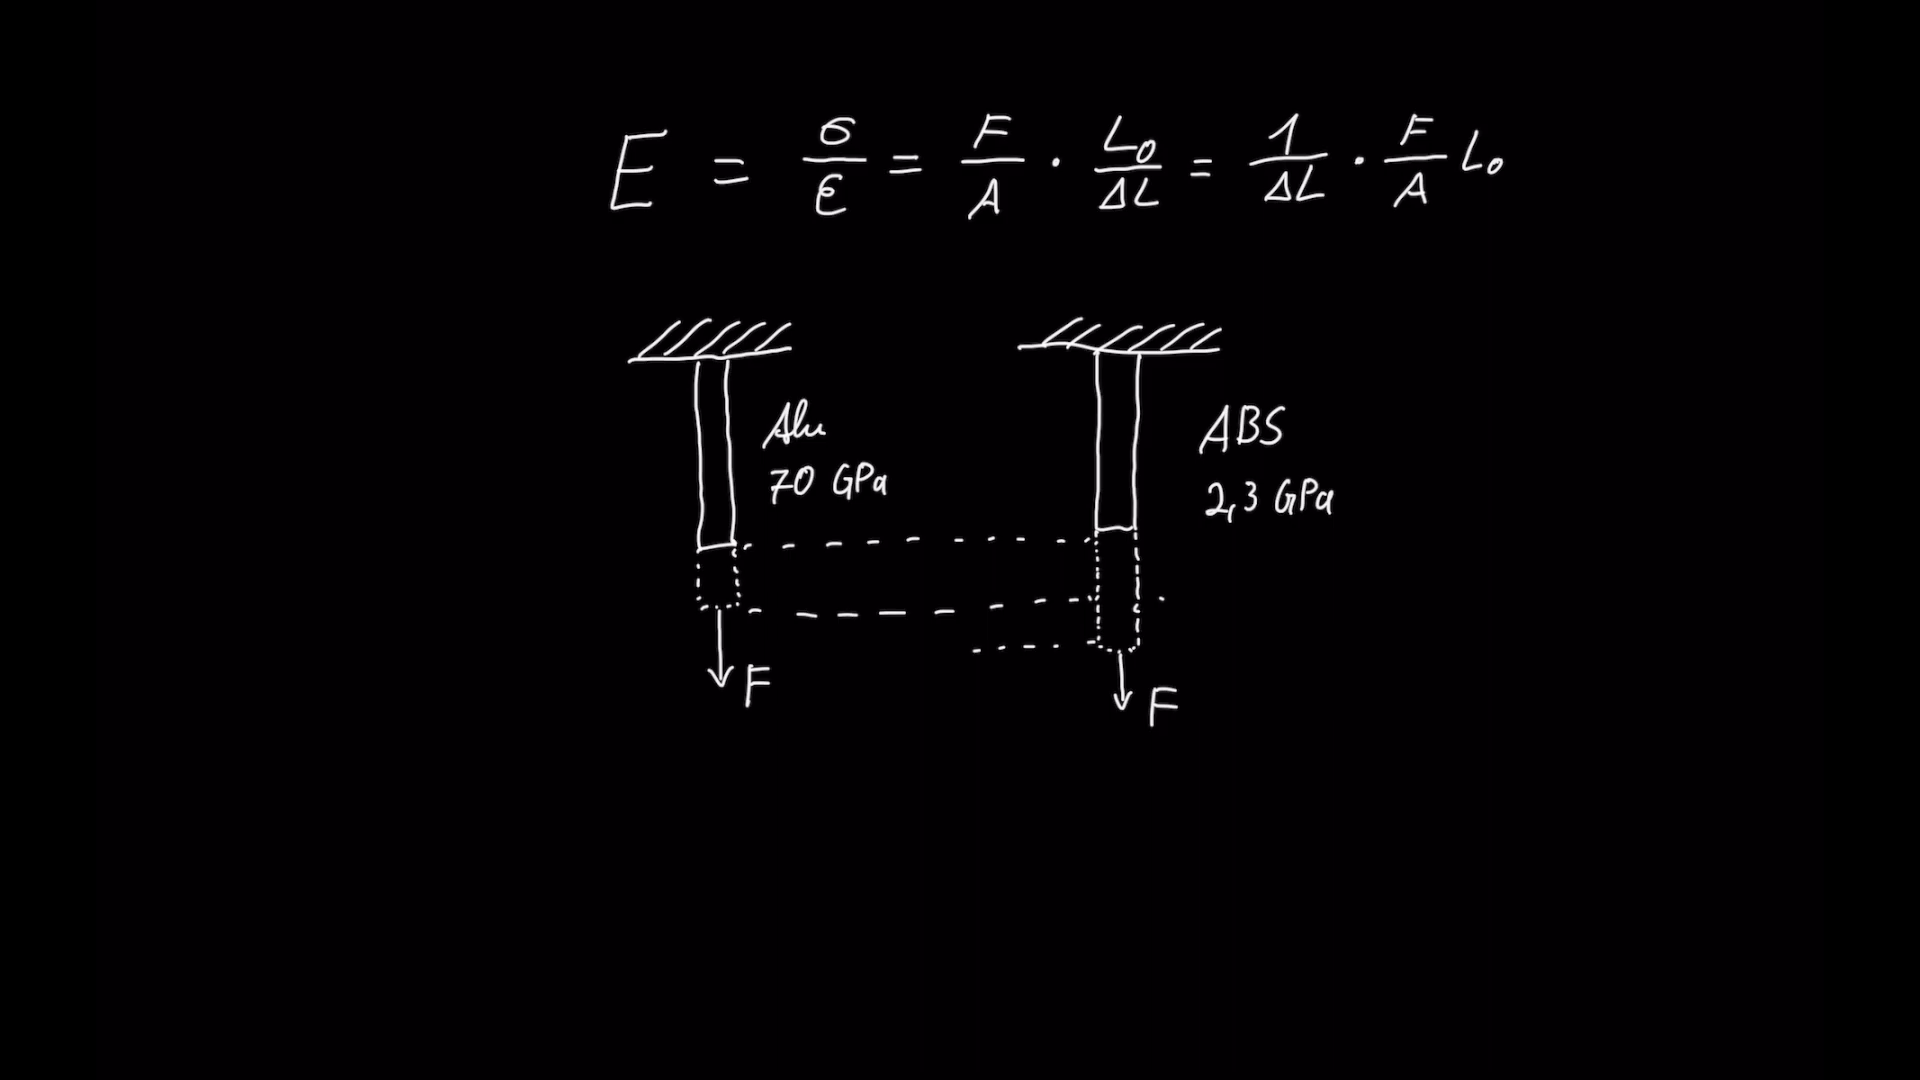 E = σ/ε = F/A · L₀/ΔL = 1/ΔL · F/A L₀
Alu
70 GPa
ABS
2,3 GPa
F
F